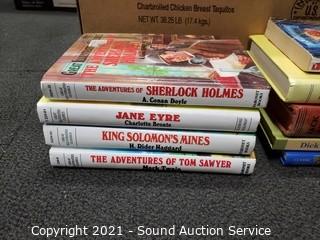 Charbroiled Chicken Breast Taquitos
NET WT. 38.25 LB (17.4 kgs.)
Giant
THE ADVENTURES OF SHERLOCK HOLMES
A. Conan Doyle
JANE EYRE
Charlotte Bronte
KING SOLOMON'S MINES
H. Rider Haggard
THE ADVENTURES OF TOM SAWYER
Mark Twain
Dick
Copyright 2021 - Sound Auction Service